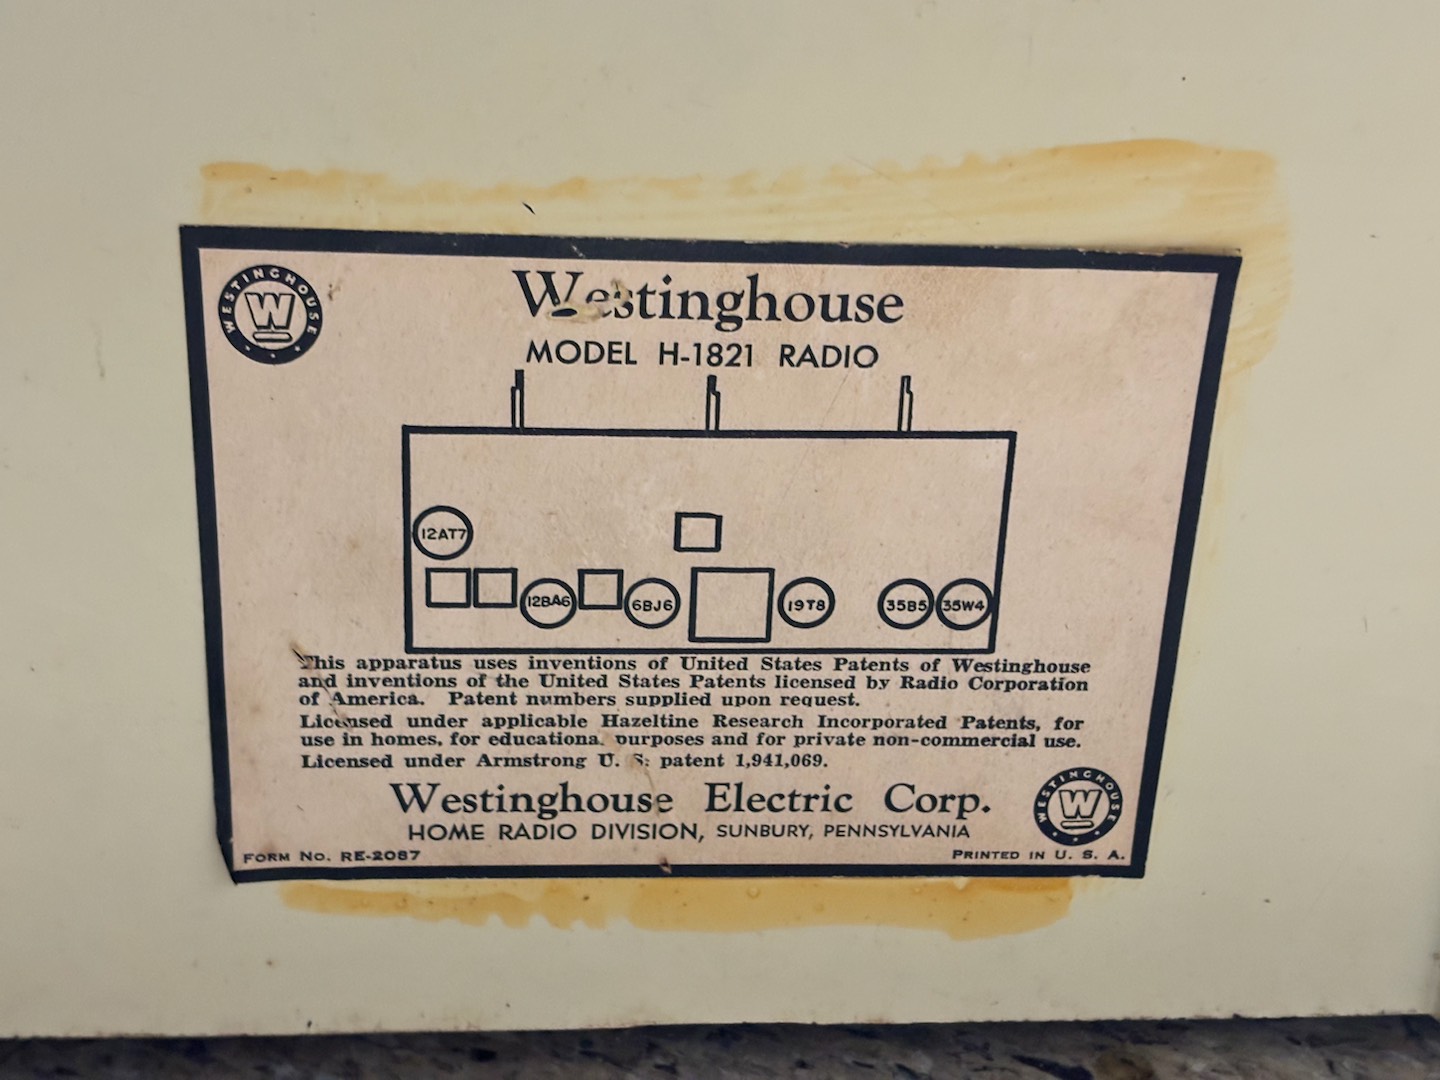 WESTINGHOUSE
W
Westinghouse
MODEL H-1821 RADIO
12AT7
12BA6
6BJ6
19T8
35B5
35W4
This apparatus uses inventions of United States Patents of Westinghouse
and inventions of the United States Patents licensed by Radio Corporation
of America. Patent numbers supplied upon request.
Licensed under applicable Hazeltine Research Incorporated Patents, for
use in homes, for educational purposes and for private non-commercial use.
Licensed under Armstrong U. S. patent 1,941,069.
Westinghouse Electric Corp.
HOME RADIO DIVISION, SUNBURY, PENNSYLVANIA
WESTINGHOUSE
W
FORM No. RE-2087
PRINTED IN U. S. A.